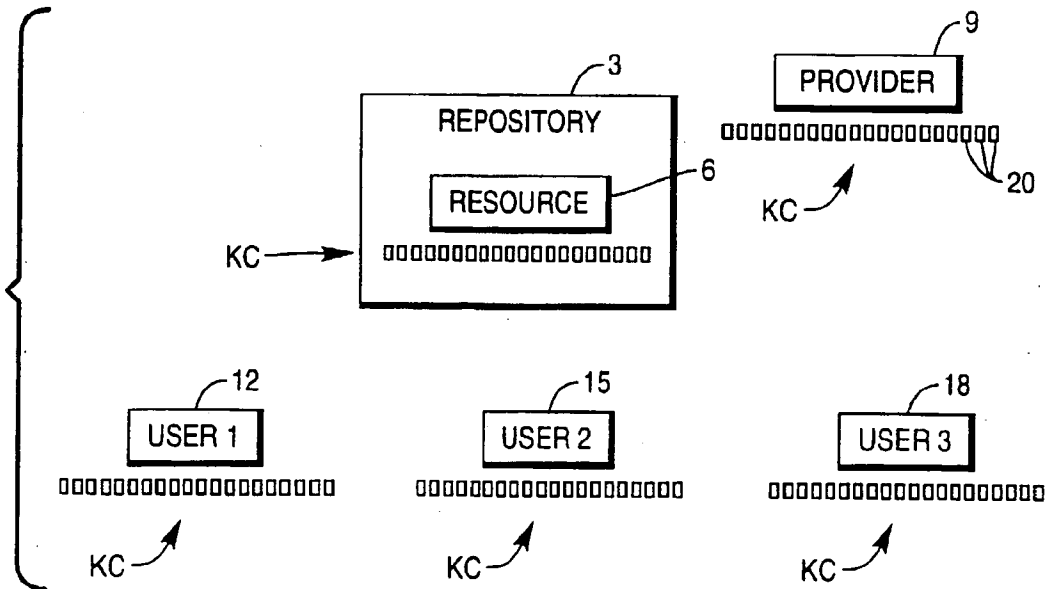 3
REPOSITORY
RESOURCE
6
KC
9
PROVIDER
20
KC
12
USER 1
KC
15
USER 2
KC
18
USER 3
KC